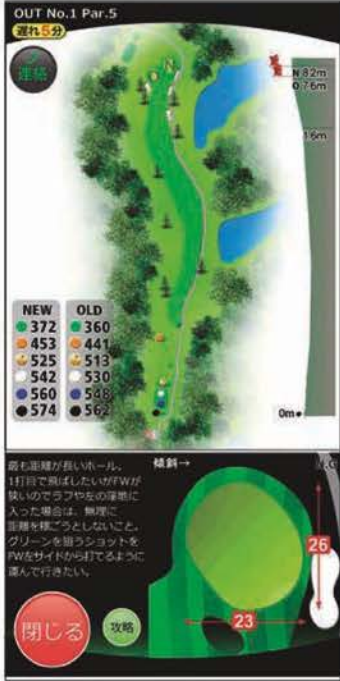 OUT No.1 Par.5
遅れ5分
連絡
N 82m
O 76m
16m
NEW OLD
372 360
453 441
525 513
542 530
560 548
574 562
0m
最も距離が長いホール。
1打目で飛ばしたいがFWが
狭いのでラフや左の窪地に
入った場合は、無理に
距離を稼ごうとしないこと。
グリーンを狙うショットを
FW左サイドから打てるように
運んで行きたい。
傾斜→
26
23
閉じる
攻略